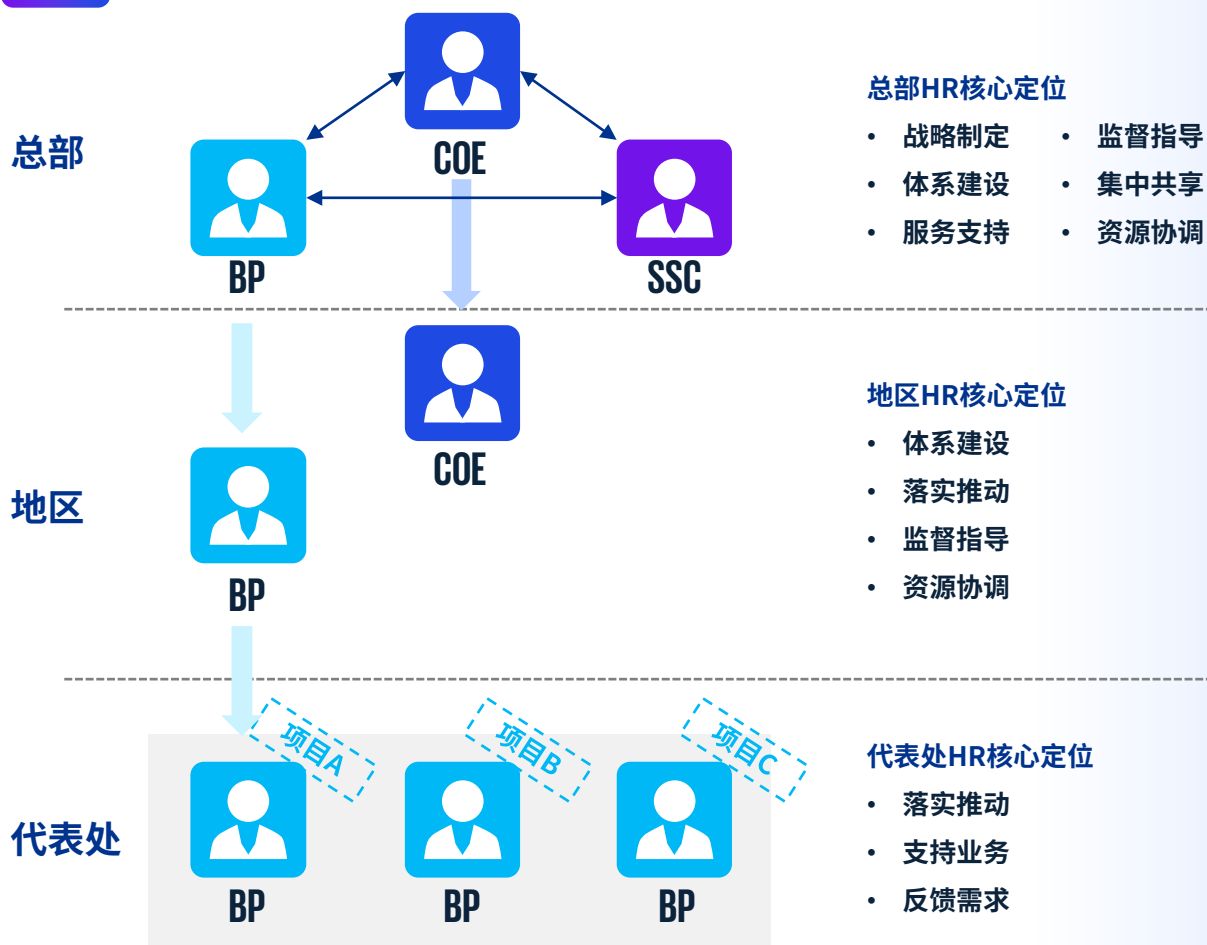 总部
COE
BP
SSC
总部HR核心定位
• 战略制定
• 体系建设
• 服务支持
• 监督指导
• 集中共享
• 资源协调
地区
COE
BP
地区HR核心定位
• 体系建设
• 落实推动
• 监督指导
• 资源协调
代表处
项目A
项目B
项目C
BP
BP
BP
代表处HR核心定位
• 落实推动
• 支持业务
• 反馈需求